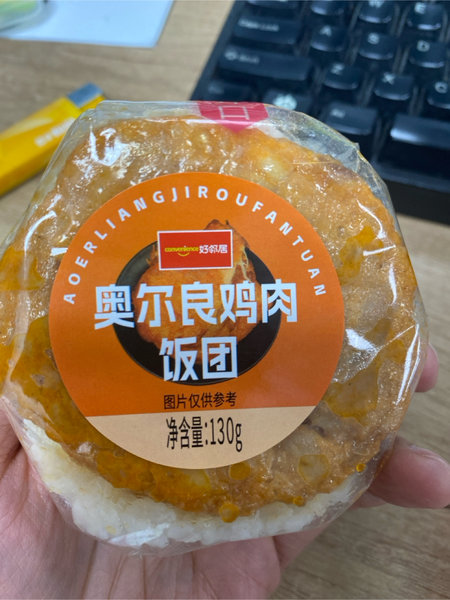 AOERLIANGJIROUFANTUAN
convenience 好邻居
奥尔良鸡肉
饭团
图片仅供参考
净含量:130g